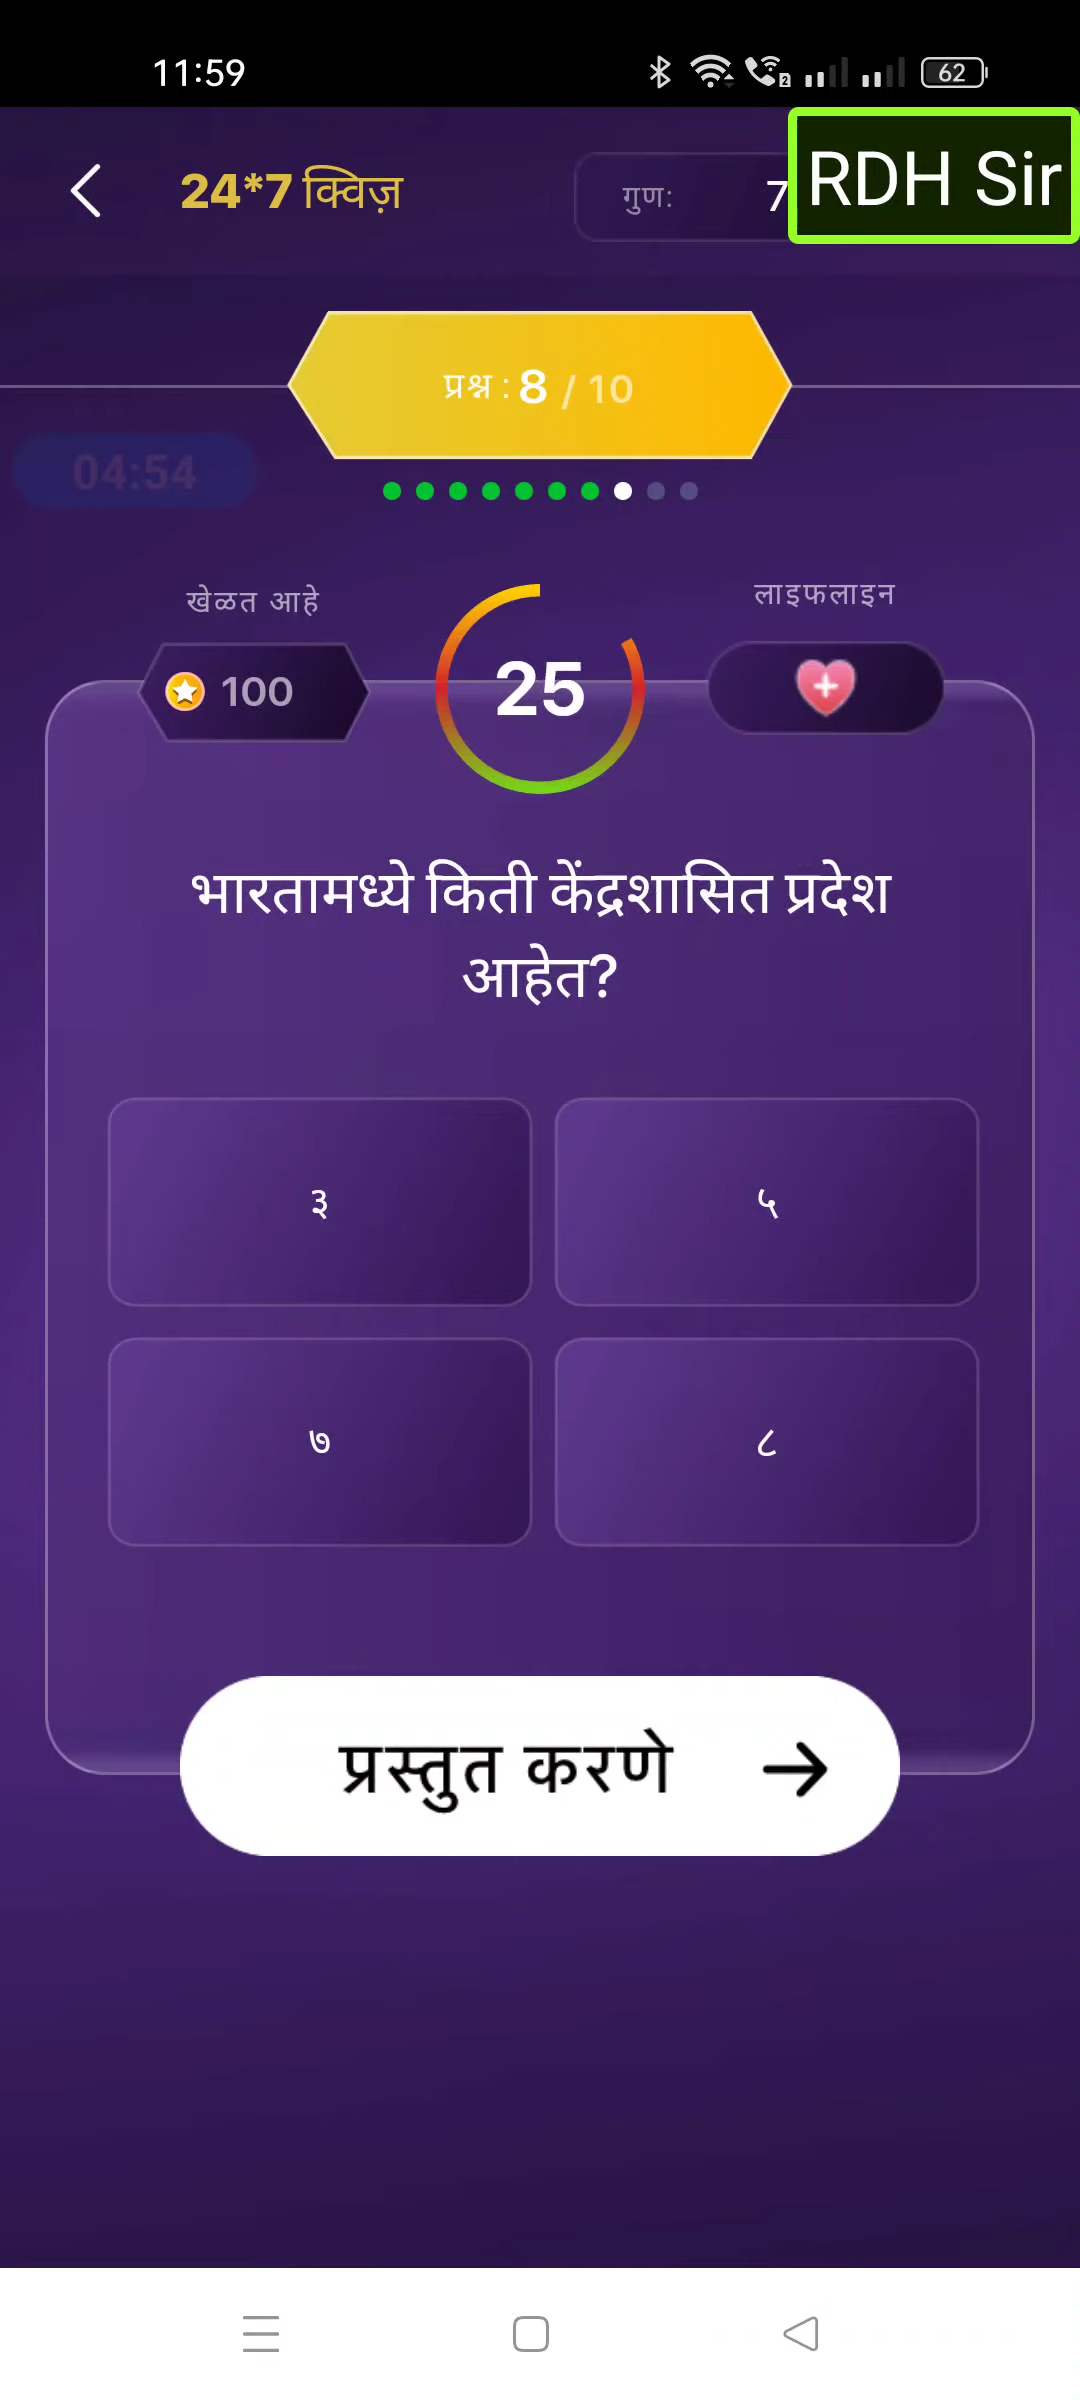 11:59
2
62
24*7 क्विज़
गुण: 7
RDH Sir
प्रश्न : 8 / 10
04:54
खेळत आहे
लाइफलाइन
100
25
भारतामध्ये किती केंद्रशासित प्रदेश
आहेत?
३
५
७
८
प्रस्तुत करणे